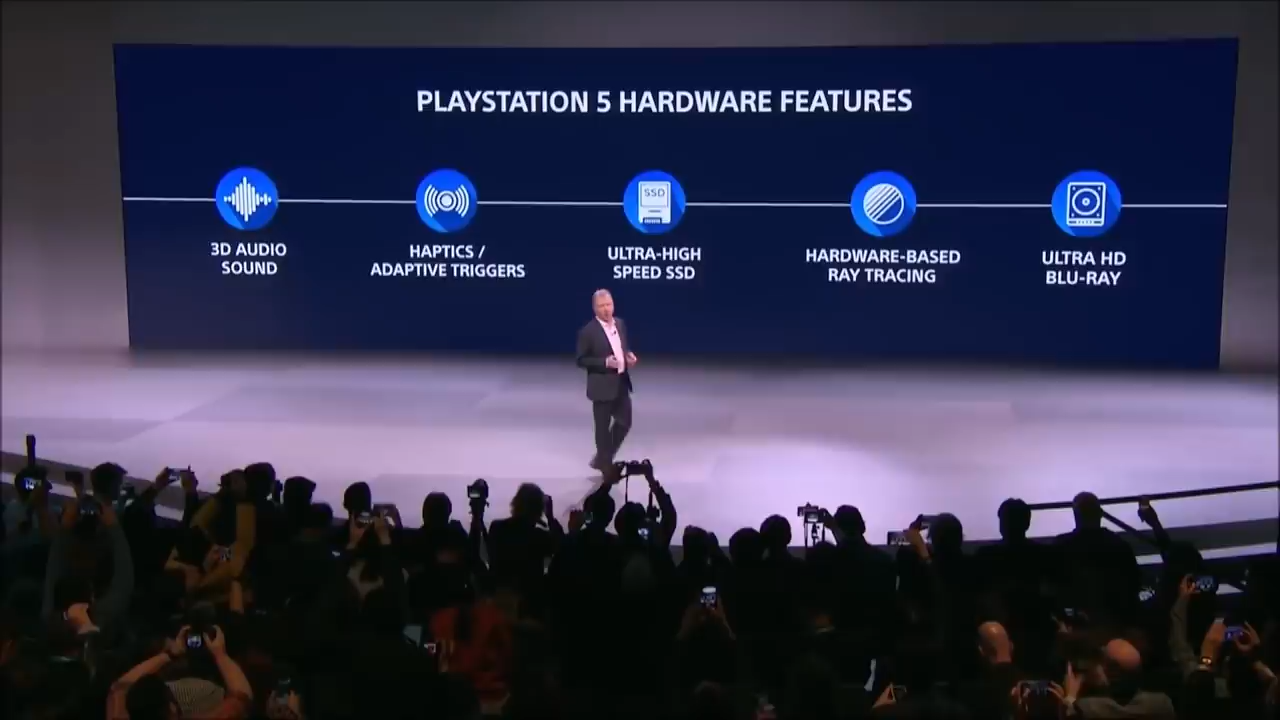 PLAYSTATION 5 HARDWARE FEATURES
3D AUDIO
SOUND
HAPTICS /
ADAPTIVE TRIGGERS
SSD
ULTRA-HIGH
SPEED SSD
HARDWARE-BASED
RAY TRACING
ULTRA HD
BLU-RAY